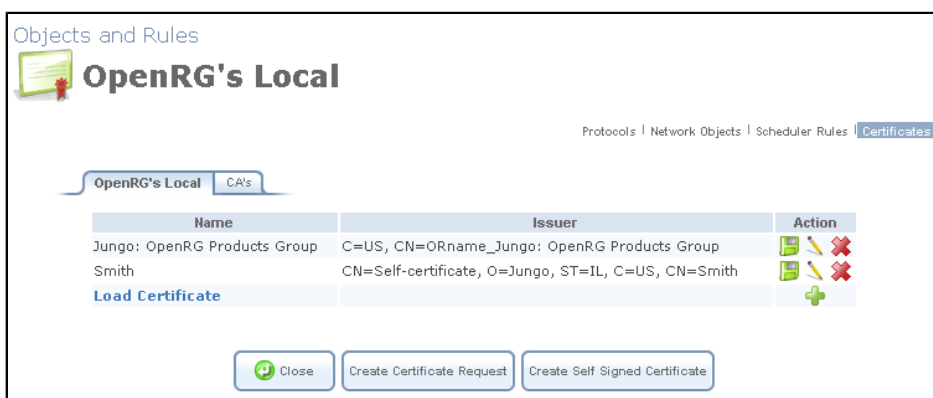 Objects and Rules
OpenRG's Local
Protocols | Network Objects | Scheduler Rules | Certificates
OpenRG's Local CA's
Name Issuer Action
Jungo: OpenRG Products Group C=US, CN=ORname_Jungo: OpenRG Products Group
Smith CN=Self-certificate, O=Jungo, ST=IL, C=US, CN=Smith
Load Certificate
Close Create Certificate Request Create Self Signed Certificate